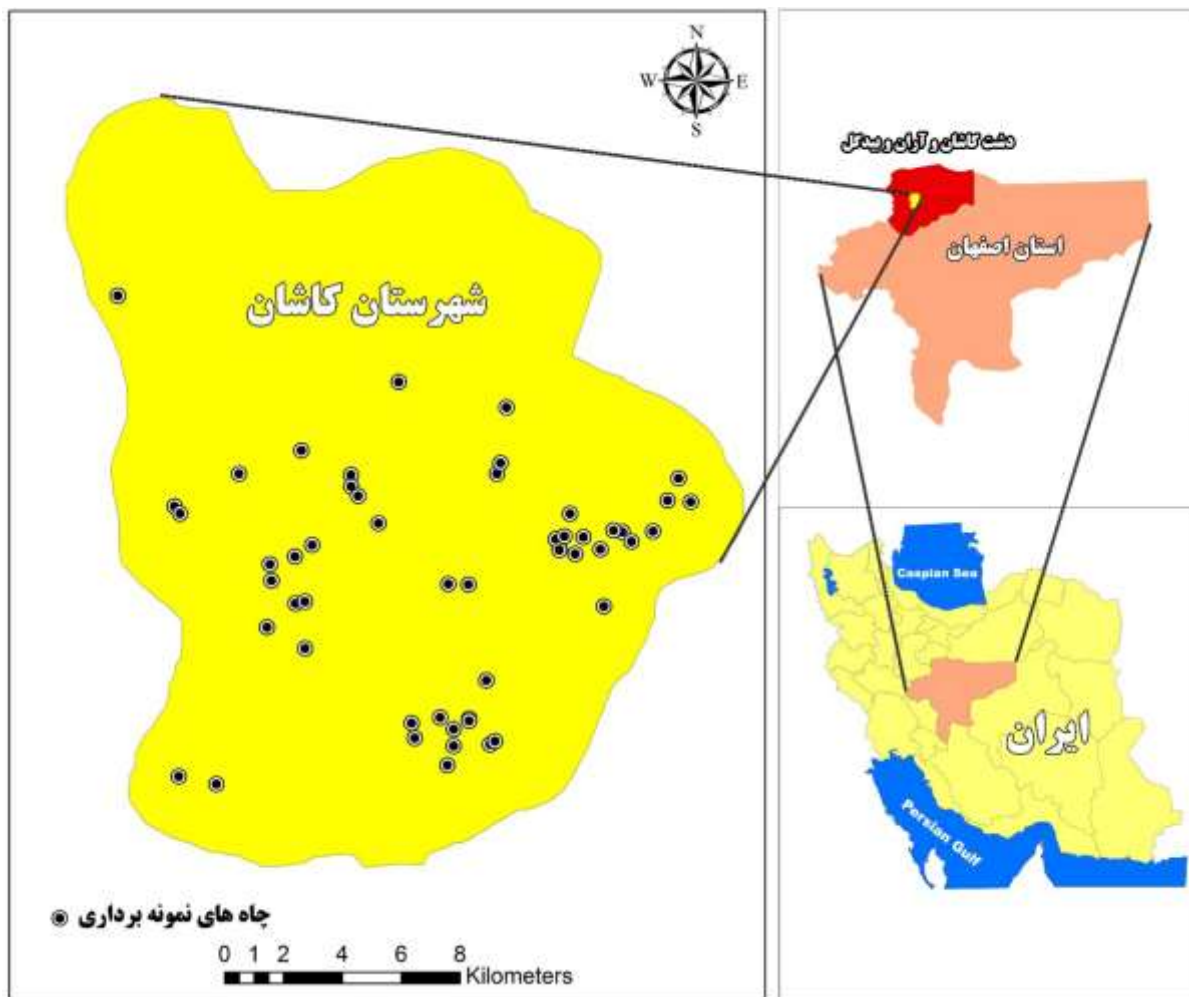 N
W E
S
شهرستان کاشان
چاه های نمونه برداری
0 1 2 4 6 8
Kilometers
دشت کاشان و آران و بیدگل
استان اصفهان
Caspian Sea
ایران
Persian Gulf